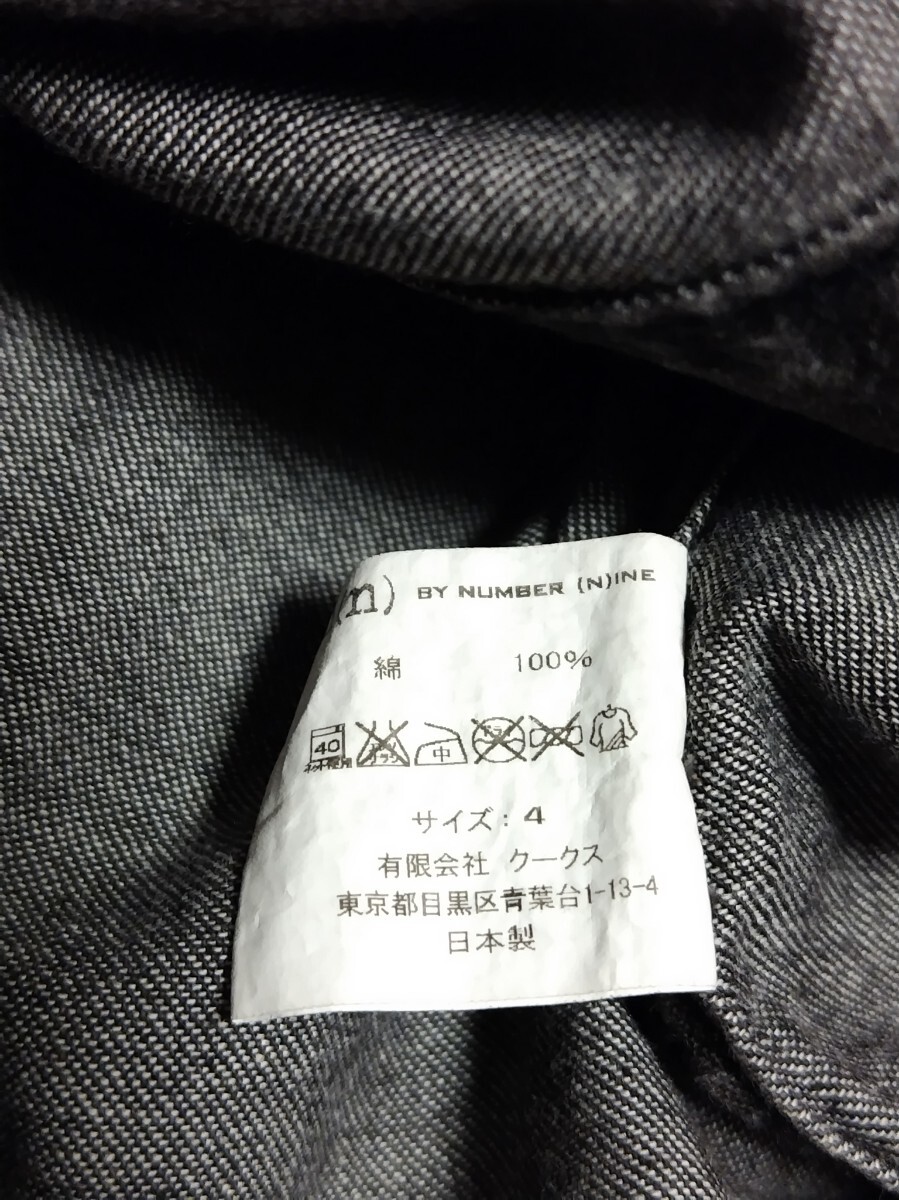 (n) BY NUMBER (N)INE
綿 100%
40 中
サイズ: 4
有限会社 クークス
東京都目黒区青葉台1-13-4
日本製